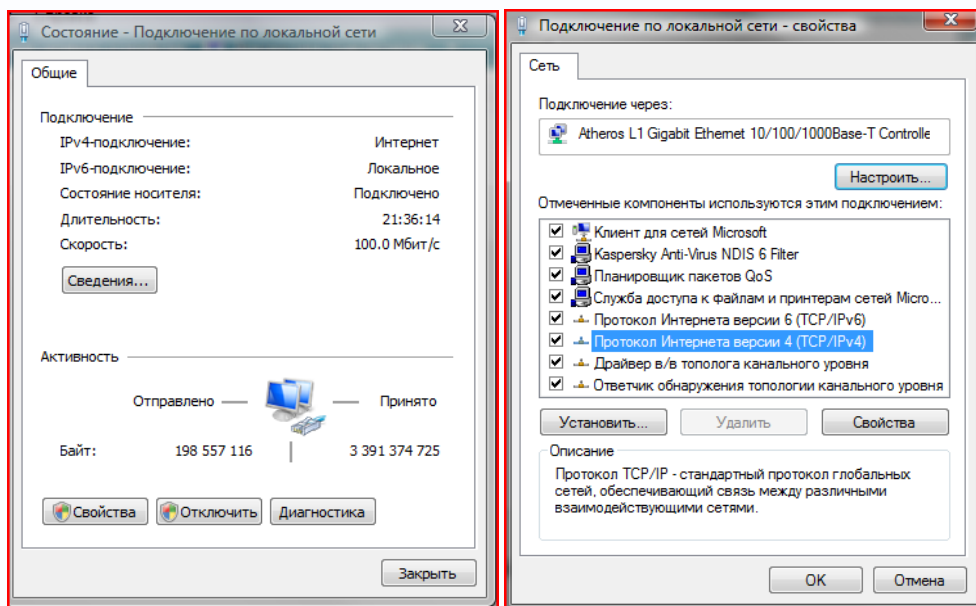 Состояние - Подключение по локальной сети
Общие
Подключение
IPv4-подключение: Интернет
IPv6-подключение: Локальное
Состояние носителя: Подключено
Длительность: 21:36:14
Скорость: 100.0 Мбит/с
Сведения...
Активность
Отправлено — — Принято
Байт: 198 557 116 | 3 391 374 725
Свойства Отключить Диагностика
Закрыть
Подключение по локальной сети - свойства
Сеть
Подключение через:
Atheros L1 Gigabit Ethernet 10/100/1000Base-T Controlle
Настроить...
Отмеченные компоненты используются этим подключением:
Клиент для сетей Microsoft
Kaspersky Anti-Virus NDIS 6 Filter
Планировщик пакетов QoS
Служба доступа к файлам и принтерам сетей Micro...
Протокол Интернета версии 6 (TCP/IPv6)
Протокол Интернета версии 4 (TCP/IPv4)
Драйвер в/в тополога канального уровня
Ответчик обнаружения топологии канального уровня
Установить... Удалить Свойства
Описание
Протокол TCP/IP - стандартный протокол глобальных
сетей, обеспечивающий связь между различными
взаимодействующими сетями.
OK Отмена